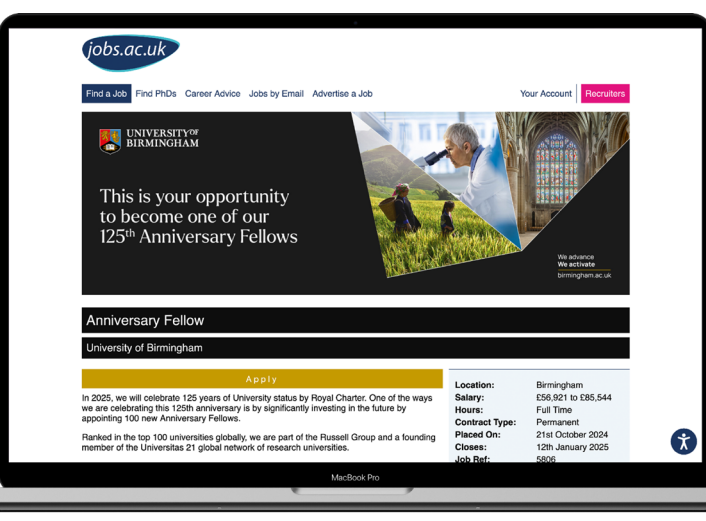 jobs.ac.uk
Find a Job Find PhDs Career Advice Jobs by Email Advertise a Job Your Account Recruiters
UNIVERSITY OF
BIRMINGHAM
This is your opportunity
to become one of our
125th Anniversary Fellows
We advance
We activate
birmingham.ac.uk
Anniversary Fellow
University of Birmingham
Apply
In 2025, we will celebrate 125 years of University status by Royal Charter. One of the ways
we are celebrating this 125th anniversary is by significantly investing in the future by
appointing 100 new Anniversary Fellows.
Ranked in the top 100 universities globally, we are part of the Russell Group and a founding
member of the Universitas 21 global network of research universities.
Location: Birmingham
Salary: £56,921 to £85,544
Hours: Full Time
Contract Type: Permanent
Placed On: 21st October 2024
Closes: 12th January 2025
Job Ref: 5806
MacBook Pro